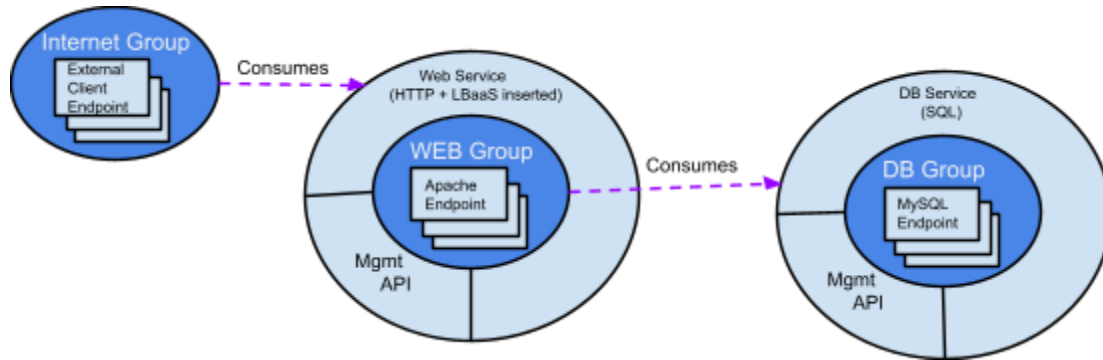 Internet Group
External
Client
Endpoint
Consumes
Web Service
(HTTP + LBaaS inserted)
WEB Group
Apache
Endpoint
Mgmt
API
Consumes
DB Service
(SQL)
DB Group
MySQL
Endpoint
Mgmt
API